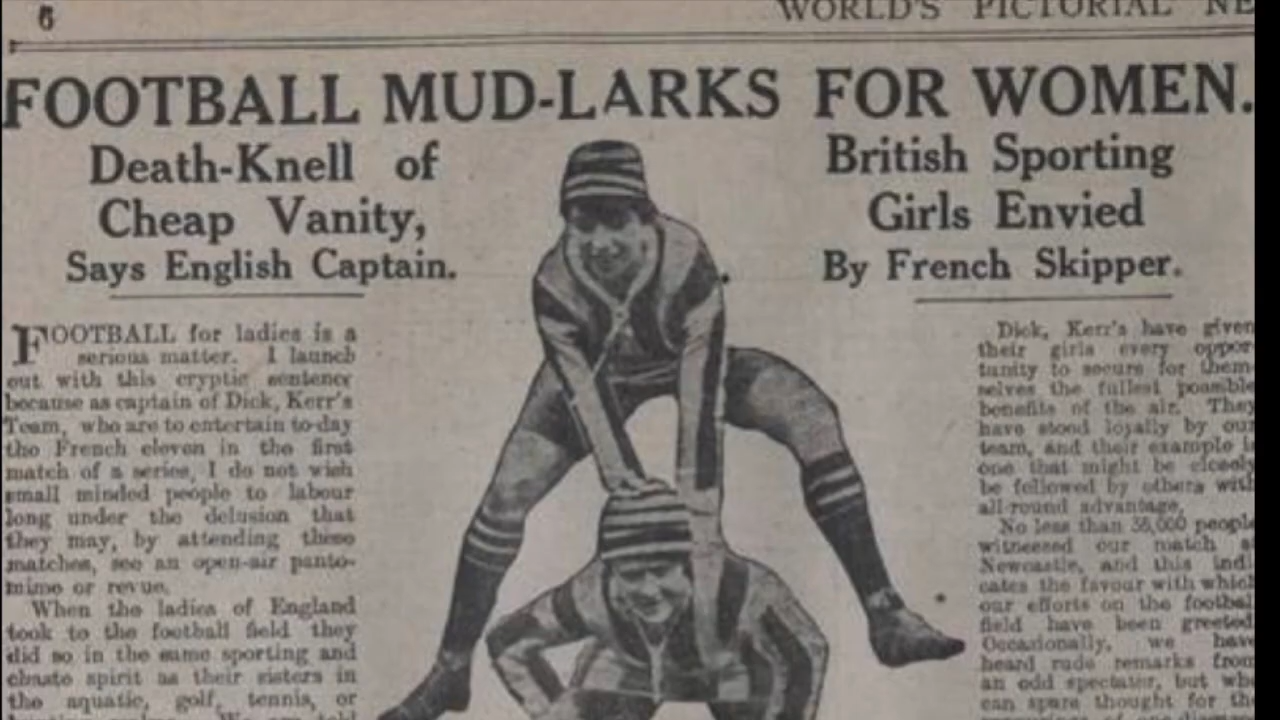 6
WORLD'S PICTORIAL NE
FOOTBALL MUD-LARKS FOR WOMEN.
Death-Knell of
Cheap Vanity,
Says English Captain.
British Sporting
Girls Envied
By French Skipper.
FOOTBALL for ladies is a
serious matter. I launch
out with this cryptic sentence
because as captain of Dick, Kerr's
Team, who are to entertain to-day
the French eleven in the first
match of a series, I do not wish
small minded people to labour
long under the delusion that
they may, by attending these
matches, see an open-air panto-
mime or revue.
When the ladies of England
took to the football field they
did so in the same sporting and
chaste spirit as their sisters in
the aquatic, golf, tennis, or
Dick, Kerr's have given
their girls every oppor
tunity to secure for them
selves the fullest possible
benefits of the air. They
have stood loyally by our
team, and their example is
one that might be closely
be followed by others with
all-round advantage.
No less than 38,000 people
witnessed our match at
Newcastle, and this indi
cates the favour with which
our efforts on the football
field have been greeted.
Occasionally, we have
heard rude remarks from
an odd spectator, but who
can spare thought for the